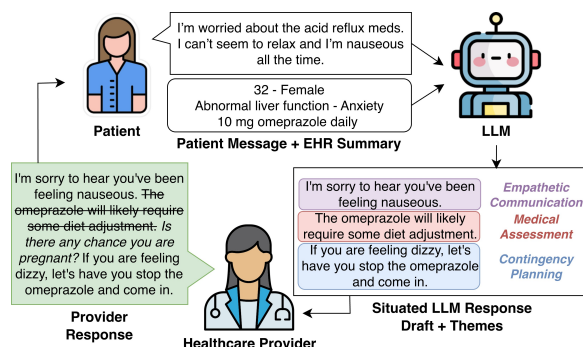 I'm worried about the acid reflux meds.
I can't seem to relax and I'm nauseous
all the time.
32 - Female
Abnormal liver function - Anxiety
10 mg omeprazole daily
Patient
Patient Message + EHR Summary
LLM
I'm sorry to hear you've been
feeling nauseous. The
omeprazole will likely require
some diet adjustment. Is
there any chance you are
pregnant? If you are feeling
dizzy, let's have you stop the
omeprazole and come in.
Provider
Response
Healthcare Provider
I'm sorry to hear you've been
feeling nauseous.
Empathetic
Communication
The omeprazole will likely
require some diet adjustment.
Medical
Assessment
If you are feeling dizzy, let's
have you stop the omeprazole
and come in.
Contingency
Planning
Situated LLM Response
Draft + Themes